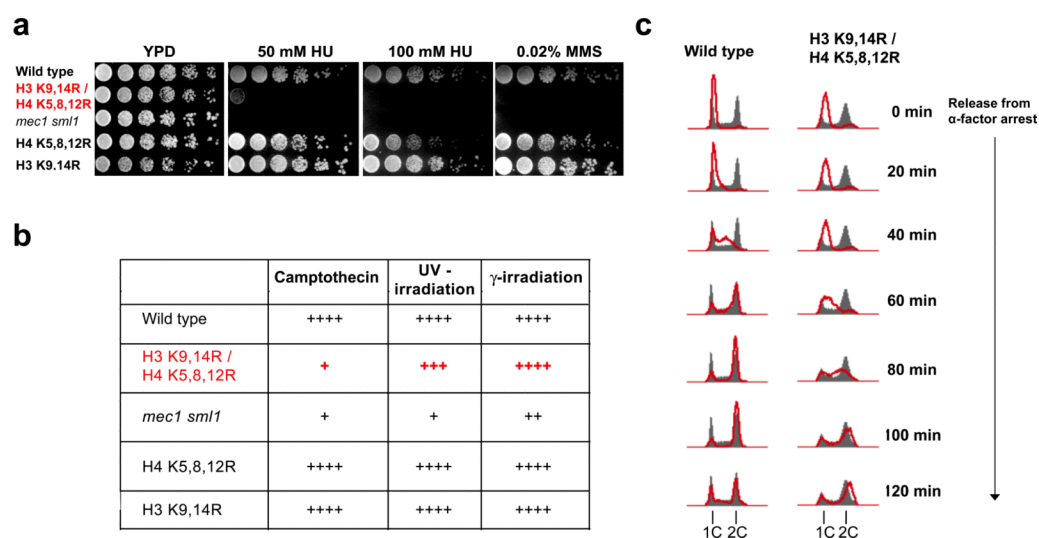 a
YPD
50 mM HU
100 mM HU
0.02% MMS
Wild type
H3 K9,14R /
H4 K5,8,12R
mec1 sml1
H4 K5,8,12R
H3 K9.14R
b
Camptothecin
UV -
irradiation
γ-irradiation
Wild type
++++
++++
++++
H3 K9,14R /
H4 K5,8,12R
+
+++
++++
mec1 sml1
+
+
++
H4 K5,8,12R
++++
++++
++++
H3 K9,14R
++++
++++
++++
c
Wild type
H3 K9,14R /
H4 K5,8,12R
0 min
Release from
α-factor arrest
20 min
40 min
60 min
80 min
100 min
120 min
1C 2C
1C 2C